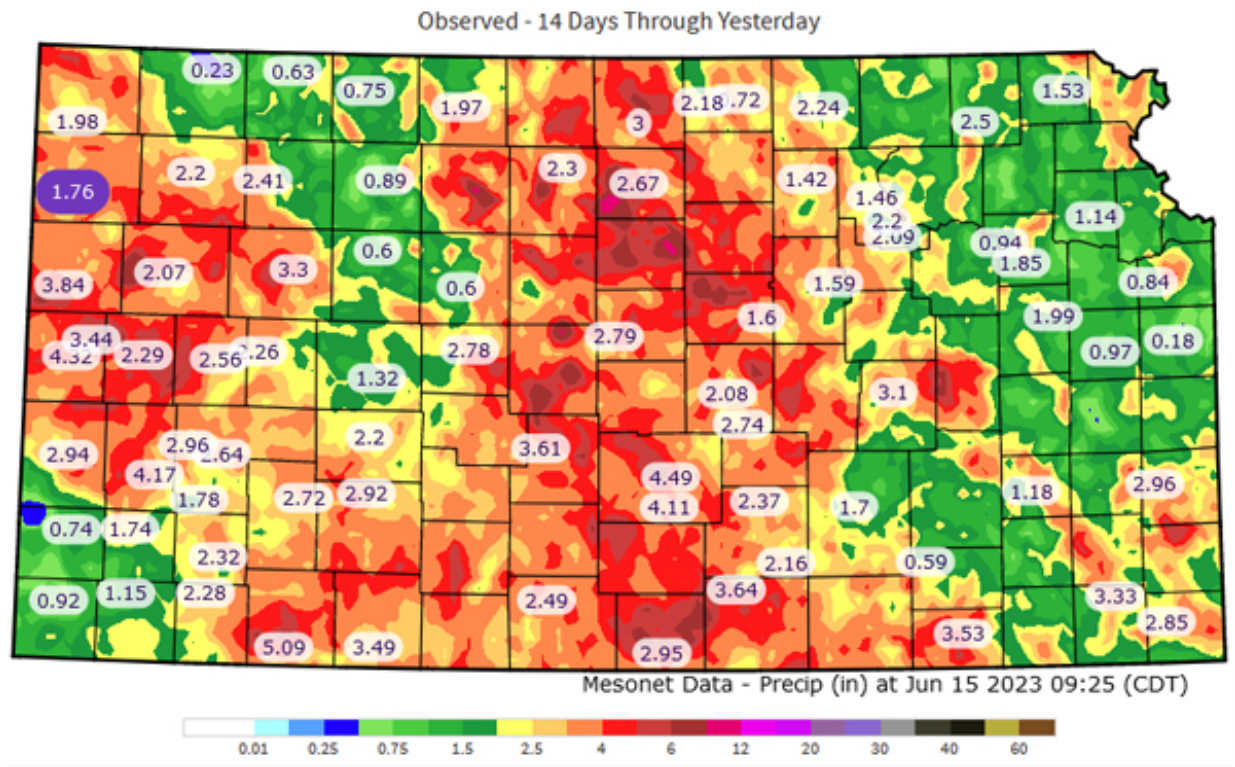 Observed - 14 Days Through Yesterday
0.23 0.63 0.75 1.97 2.18 .72 2.24 1.53
1.98 3 2.5
1.76 2.2 2.41 0.89 2.3 2.67 1.42 1.46
2.2 1.14
2.09 0.94
3.84 2.07 3.3 0.6 0.6 1.59 1.85 0.84
3.44 2.79 1.6 1.99 0.18
4.32 2.29 2.56 .26 2.78 0.97
1.32 2.08 3.1
2.94 2.96 2.64 2.2 3.61 2.74
4.17 4.49 2.96
1.78 2.72 2.92 4.11 2.37 1.7 1.18
0.74 1.74
2.32 2.16 0.59
0.92 1.15 2.28 2.49 3.64 3.33
5.09 3.49 2.95 3.53 2.85
Mesonet Data - Precip (in) at Jun 15 2023 09:25 (CDT)
0.01 0.25 0.75 1.5 2.5 4 6 12 20 30 40 60